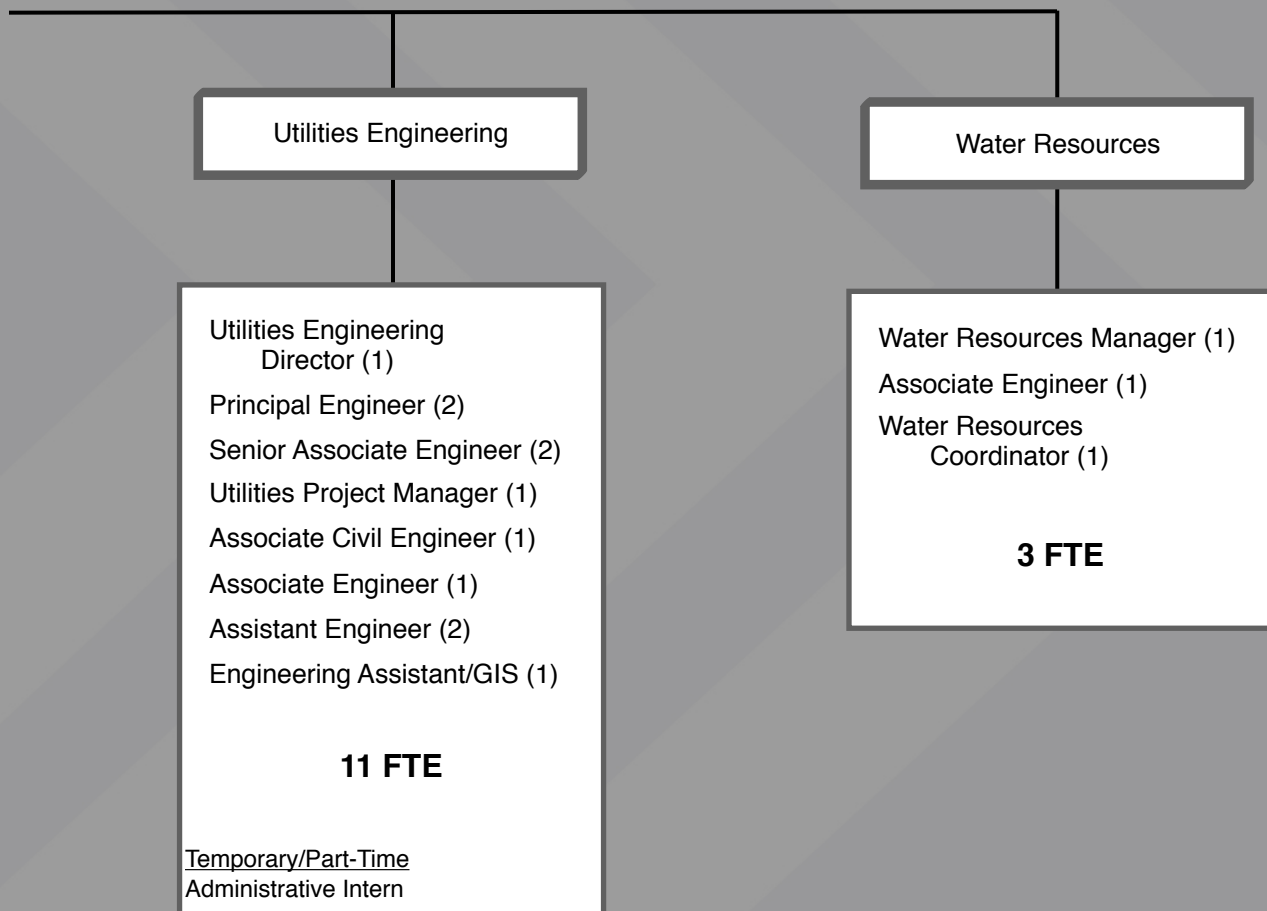 Utilities Engineering
Utilities Engineering
Director (1)
Principal Engineer (2)
Senior Associate Engineer (2)
Utilities Project Manager (1)
Associate Civil Engineer (1)
Associate Engineer (1)
Assistant Engineer (2)
Engineering Assistant/GIS (1)
11 FTE
Temporary/Part-Time
Administrative Intern
Water Resources
Water Resources Manager (1)
Associate Engineer (1)
Water Resources
Coordinator (1)
3 FTE